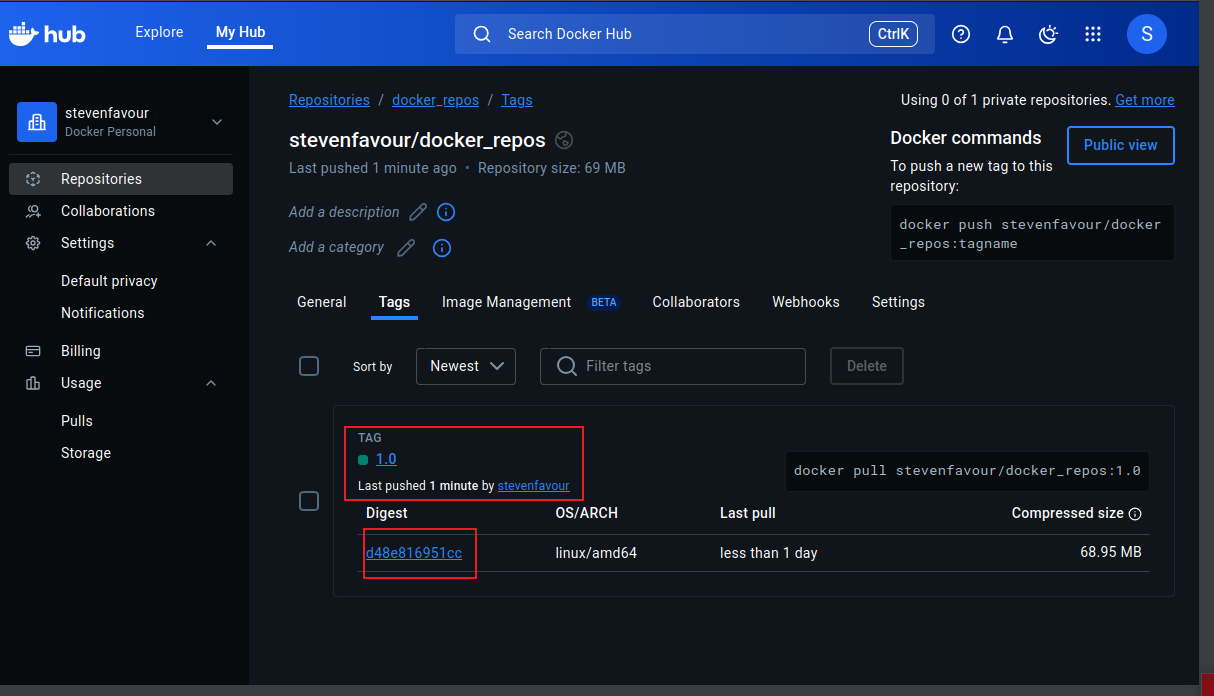 hub
Explore
My Hub
Search Docker Hub
CtrlK
S
stevenfavour
Docker Personal
Repositories
Collaborations
Settings
Default privacy
Notifications
Billing
Usage
Pulls
Storage
Repositories / docker_repos / Tags
Using 0 of 1 private repositories. Get more
stevenfavour/docker_repos
Last pushed 1 minute ago • Repository size: 69 MB
Add a description
Add a category
Docker commands
Public view
To push a new tag to this
repository:
docker push stevenfavour/docker
_repos:tagname
General Tags Image Management BETA Collaborators Webhooks Settings
Sort by Newest Filter tags Delete
TAG
1.0
Last pushed 1 minute by stevenfavour
docker pull stevenfavour/docker_repos:1.0
Digest OS/ARCH Last pull Compressed size
d48e816951cc linux/amd64 less than 1 day 68.95 MB